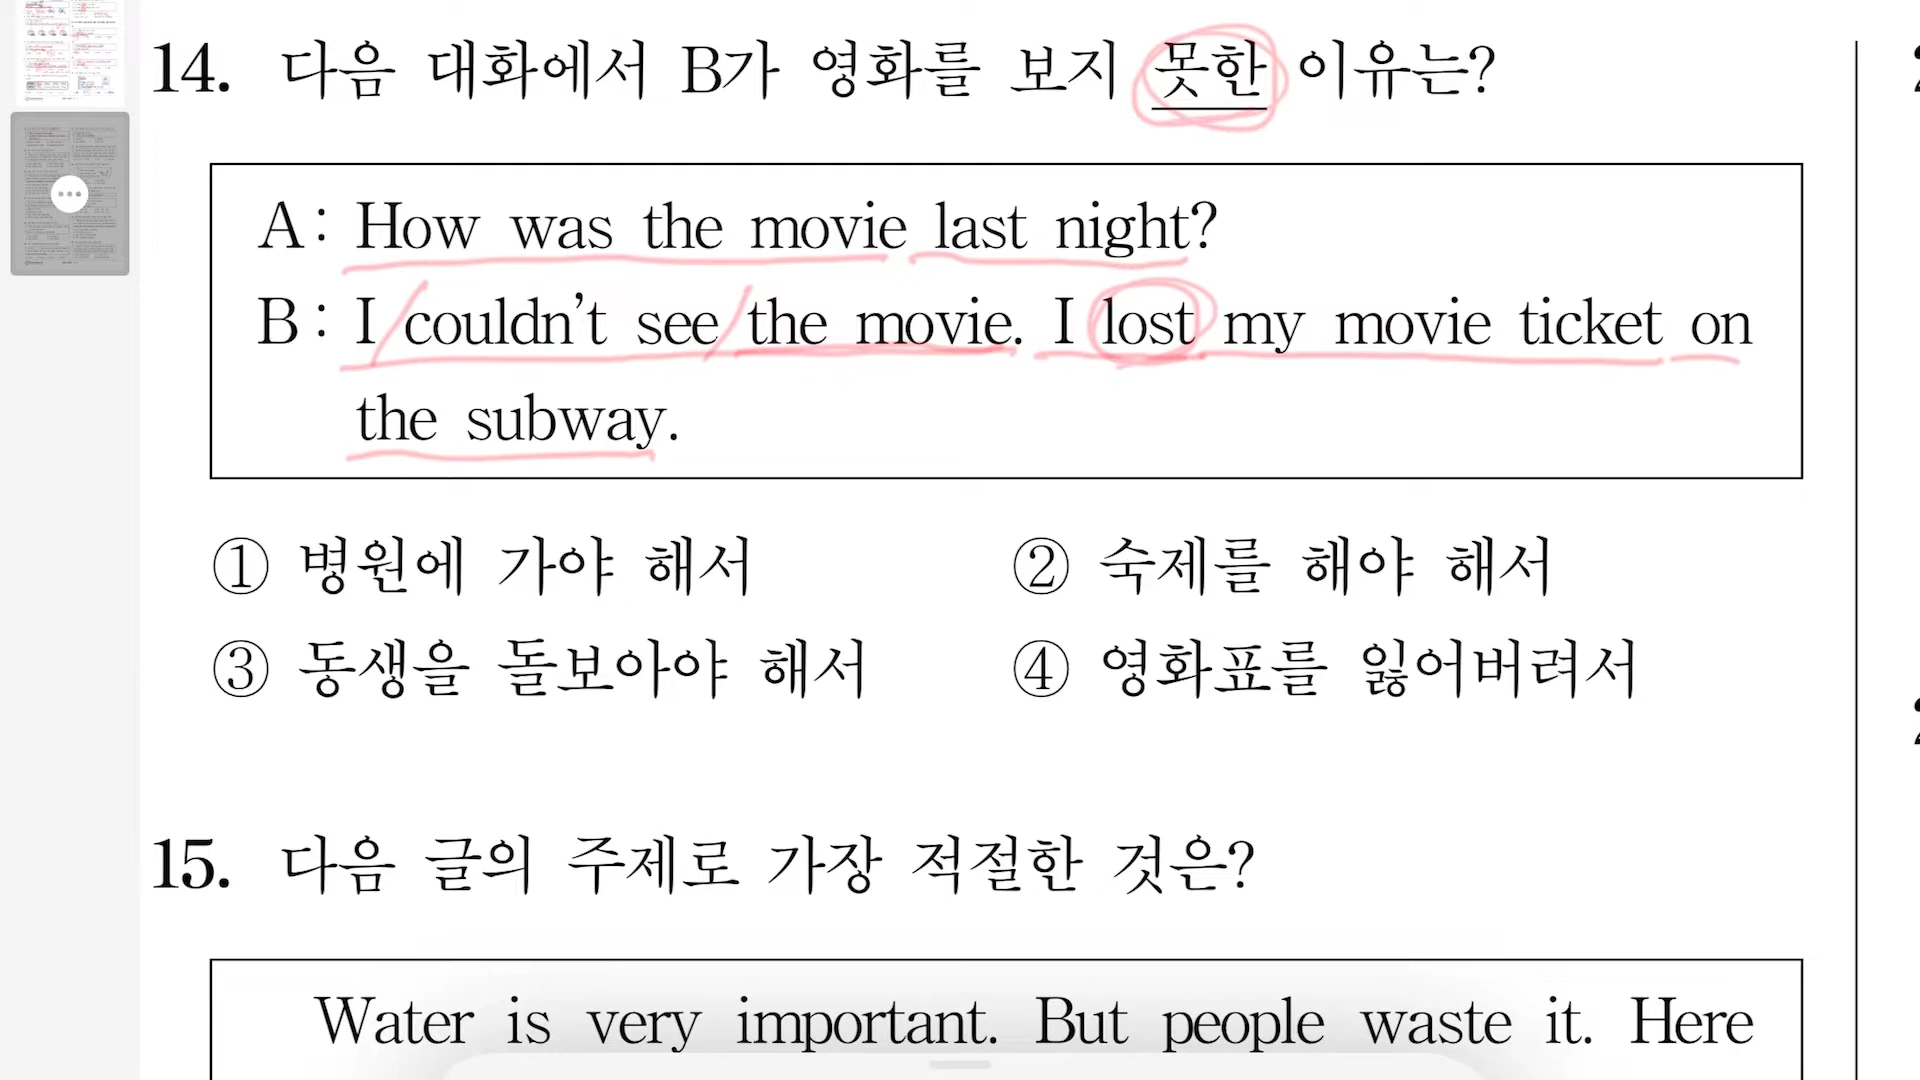 14. 다음 대화에서 B가 영화를 보지 못한 이유는?
A: How was the movie last night?
B: I couldn't see the movie. I lost my movie ticket on
the subway.
① 병원에 가야 해서 ② 숙제를 해야 해서
③ 동생을 돌보아야 해서 ④ 영화표를 잃어버려서
15. 다음 글의 주제로 가장 적절한 것은?
Water is very important. But people waste it. Here